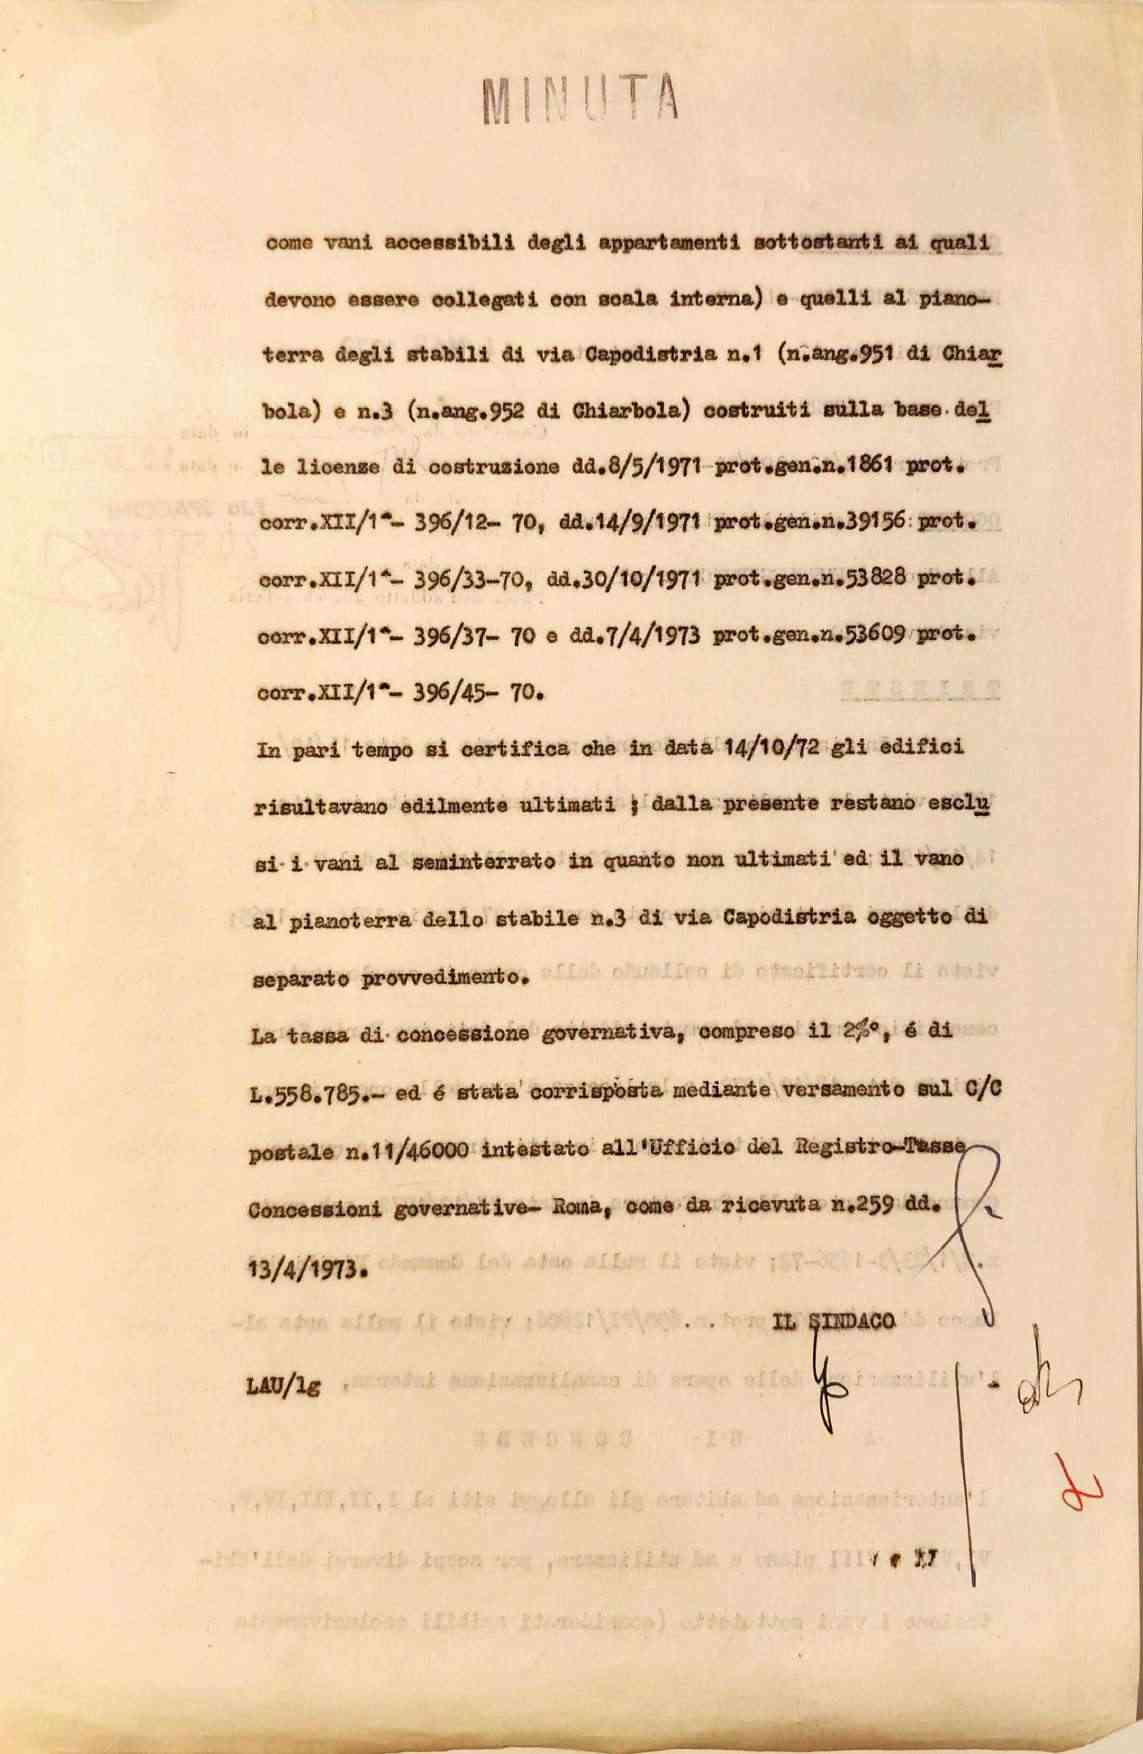 MINUTA
come vani accessibili degli appartamenti sottostanti ai quali
devono essere collegati con scala interna) e quelli al piano-
terra degli stabili di via Capodistria n.1 (n.ang.951 di Chiar
bola) e n.3 (n.ang.952 di Chiarbola) costruiti sulla base del
le licenze di costruzione dd.8/5/1971 prot.gen.n.1861 prot.
corr.XII/1^- 396/12- 70, dd.14/9/1971 prot.gen.n.39156 prot.
corr.XII/1^- 396/33-70, dd.30/10/1971 prot.gen.n.53828 prot.
corr.XII/1^- 396/37- 70 e dd.7/4/1973 prot.gen.n.53609 prot.
corr.XII/1^- 396/45- 70.
In pari tempo si certifica che in data 14/10/72 gli edifici
risultavano edilmente ultimati ; dalla presente restano esclu
si i vani al seminterrato in quanto non ultimati ed il vano
al pianoterra dello stabile n.3 di via Capodistria oggetto di
separato provvedimento.
La tassa di concessione governativa, compreso il 2%°, é di
L.558.785.- ed é stata corrisposta mediante versamento sul C/C
postale n.11/46000 intestato all'Ufficio del Registro-Tasse
Concessioni governative- Roma, come da ricevuta n.259 dd.
13/4/1973.
IL SINDACO
LAU/lg